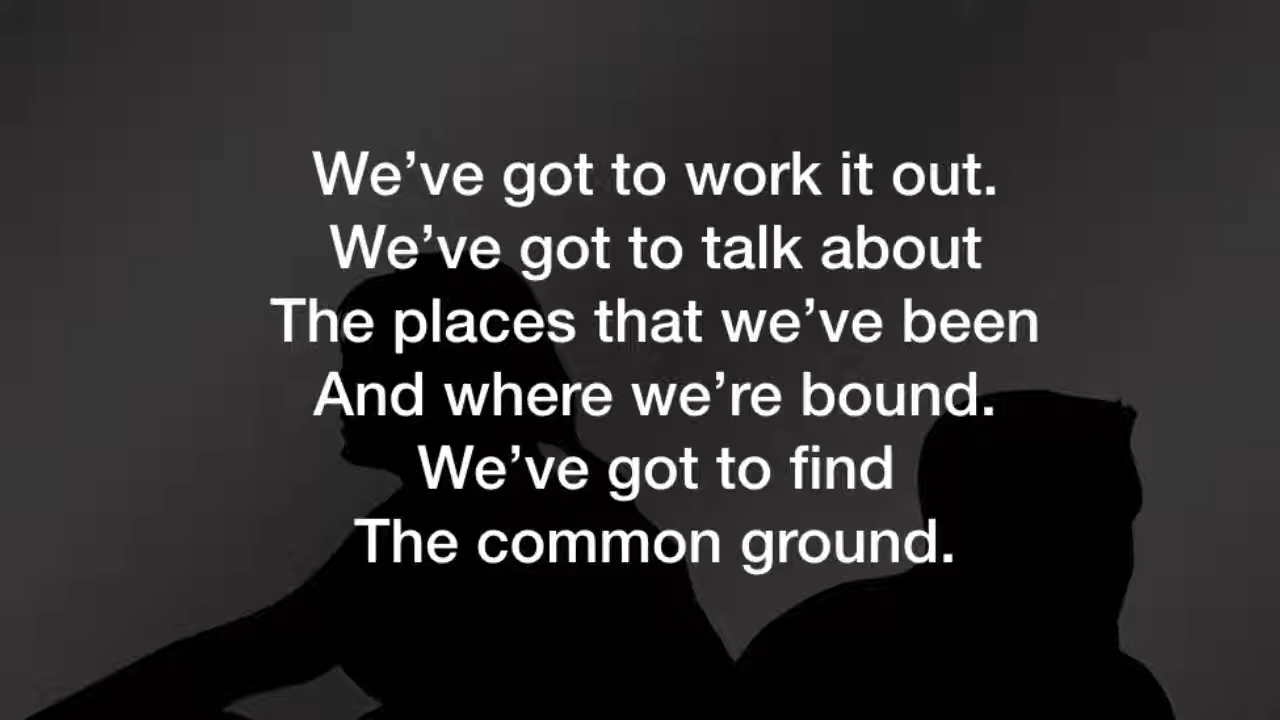 We’ve got to work it out.
We’ve got to talk about
The places that we’ve been
And where we’re bound.
We’ve got to find
The common ground.